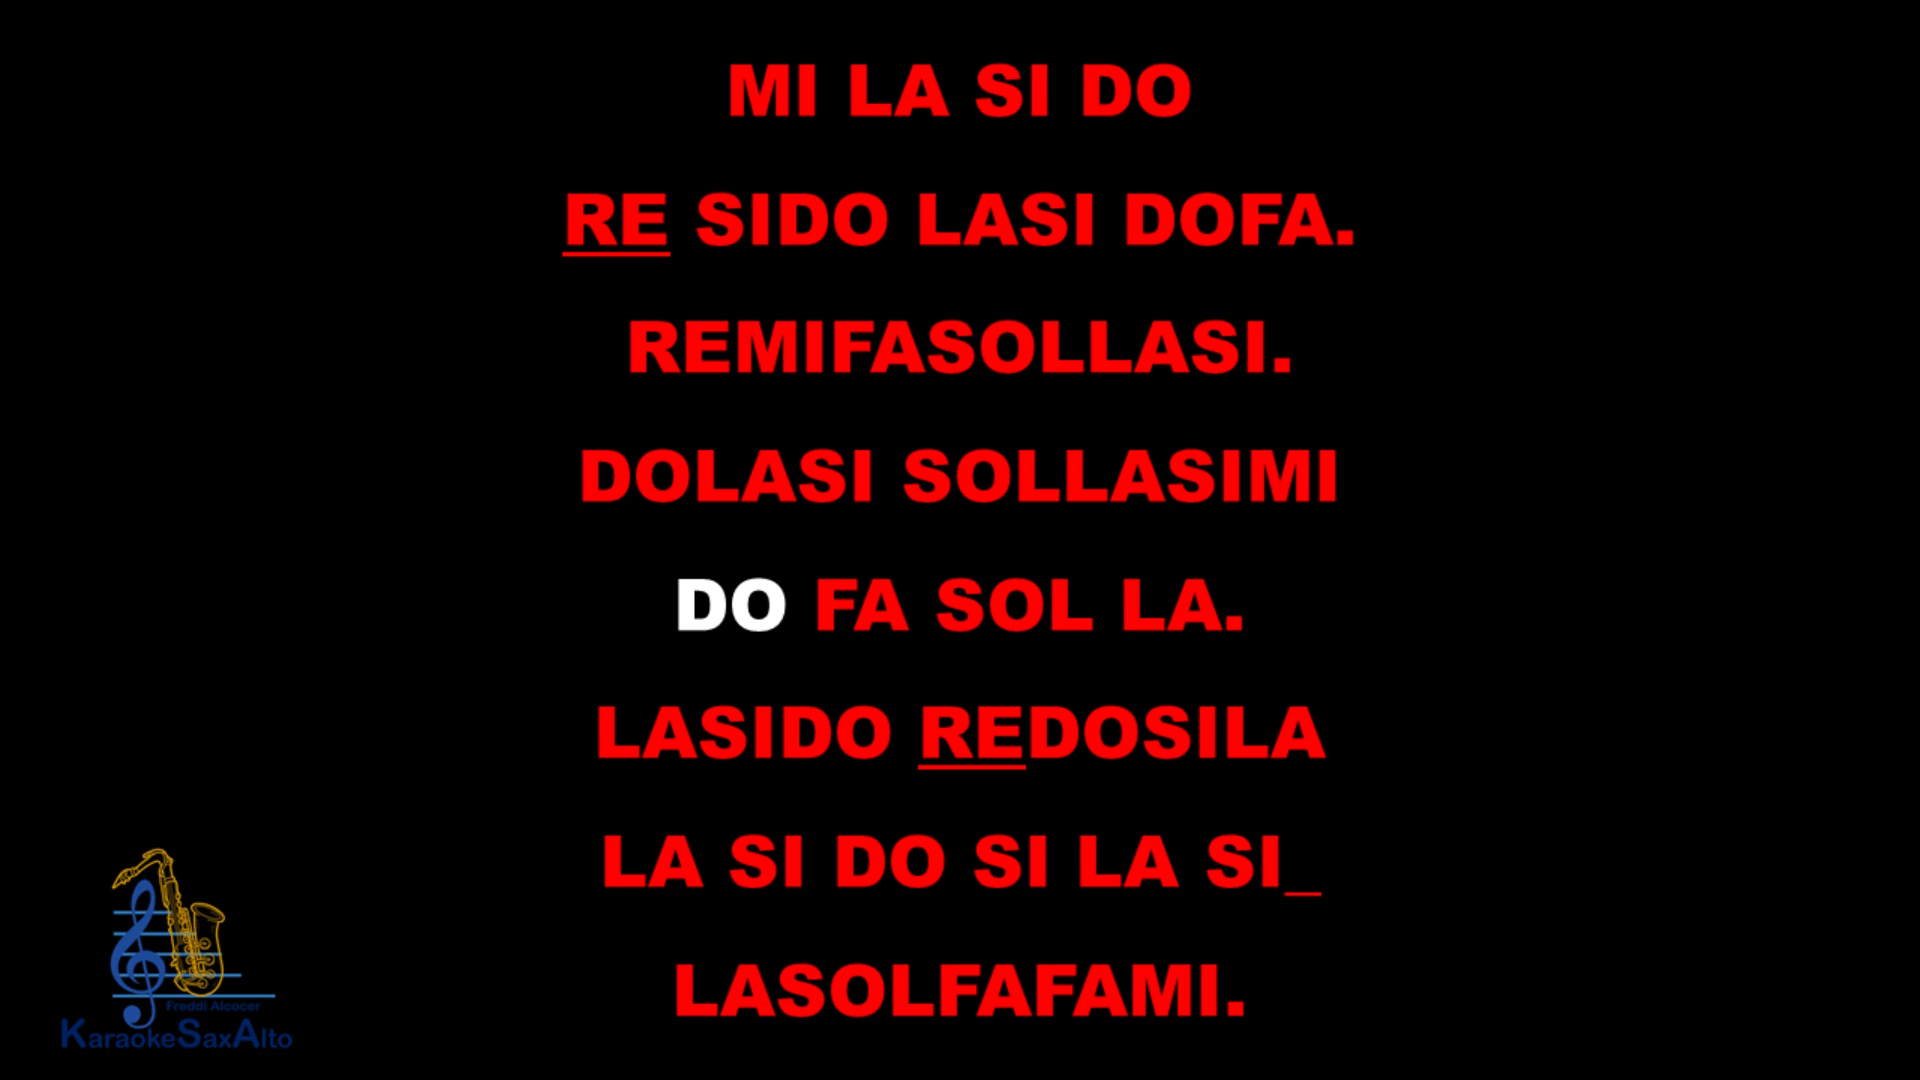 MI LA SI DO
RE SIDO LASI DOFA.
REMIFASOLLASI.
DOLASI SOLLASIMI
DO FA SOL LA.
LASIDO REDOSILA
LA SI DO SI LA SI_
LASOLFAFAMI.
Freddi Alcocer
KaraokeSaxAlto